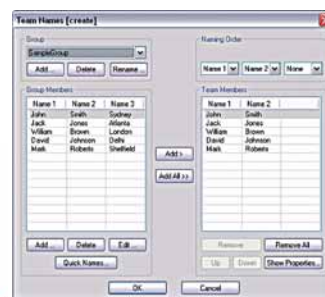 Team Names [create]
Group
SampleGroup
Add ... Delete Rename ...
Naming Order
Name 1 Name 2 None
Group Members
Name 1 Name 2 Name 3
John Smith Sydney
Jack Jones Atlanta
William Brown London
David Johnson Delhi
Mark Roberts Sheffield
Add ... Delete Edit ...
Quick Names...
Add >
Add All >>
Team Members
Name 1 Name 2
John Smith
Jack Jones
William Brown
David Johnson
Mark Roberts
Remove Remove All
Up Down Show Properties...
OK Cancel